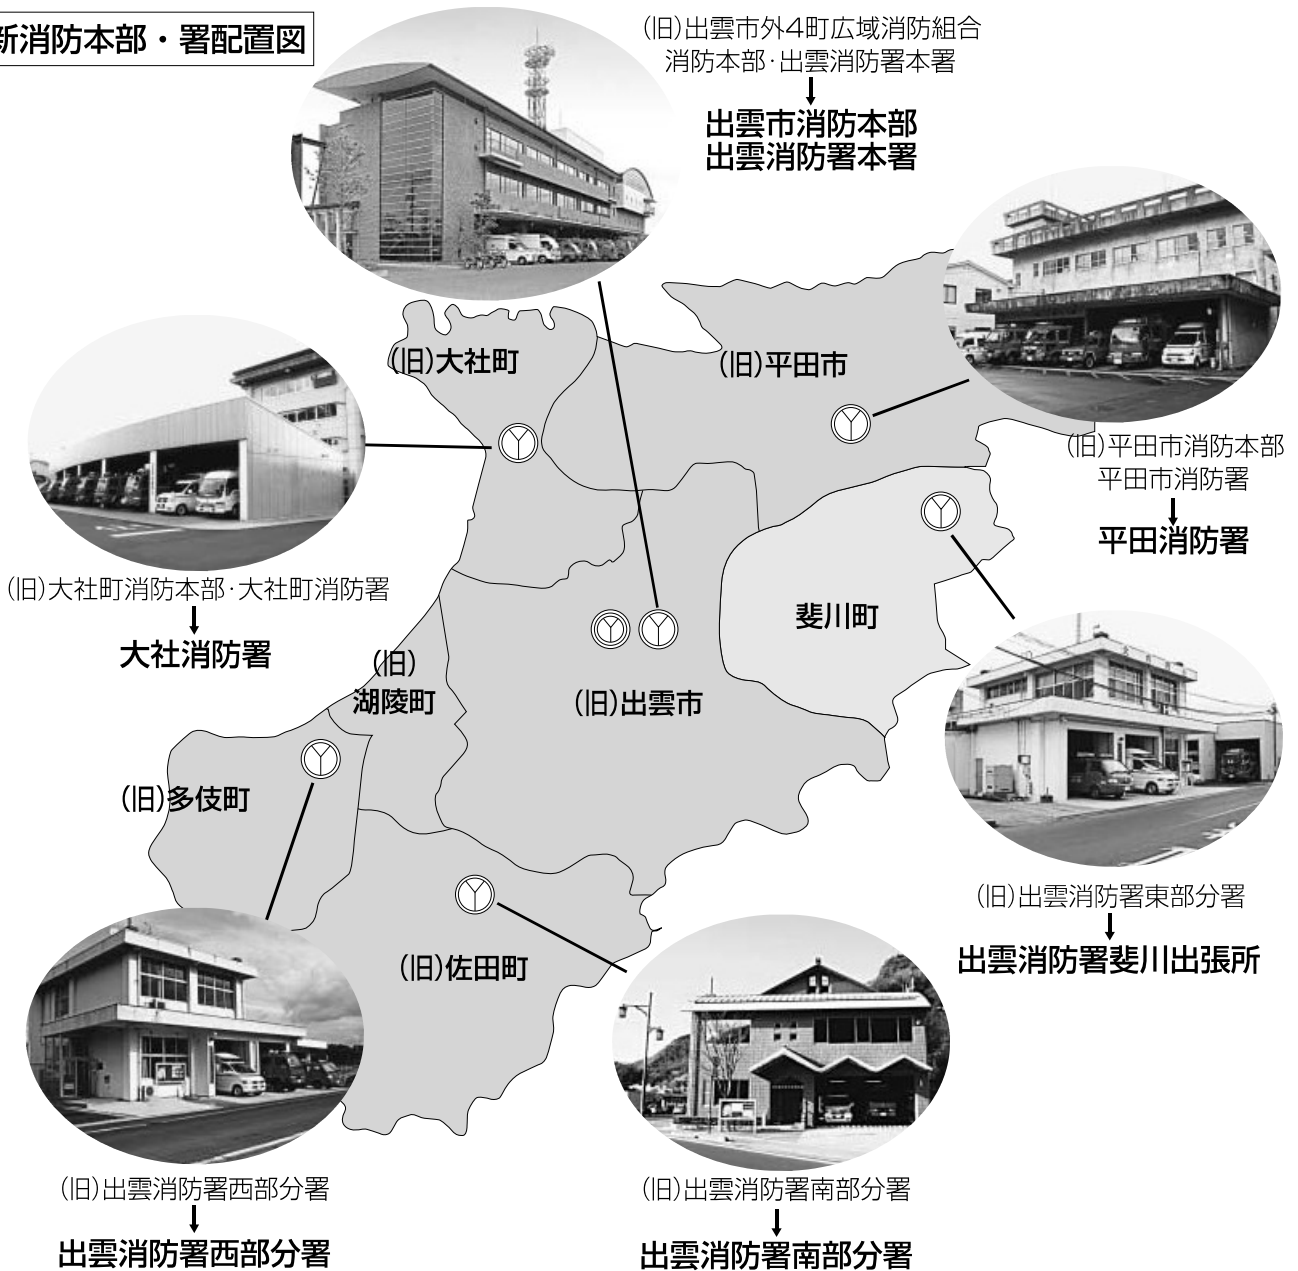 新消防本部・署配置図
(旧)出雲市外4町広域消防組合
消防本部・出雲消防署本署
出雲市消防本部
出雲消防署本署
(旧)大社町
(旧)平田市
(旧)平田市消防本部
平田市消防署
平田消防署
(旧)大社町消防本部・大社町消防署
大社消防署
斐川町
(旧)
湖陵町
(旧)出雲市
(旧)多伎町
(旧)出雲消防署東部分署
出雲消防署斐川出張所
(旧)佐田町
(旧)出雲消防署西部分署
出雲消防署西部分署
(旧)出雲消防署南部分署
出雲消防署南部分署